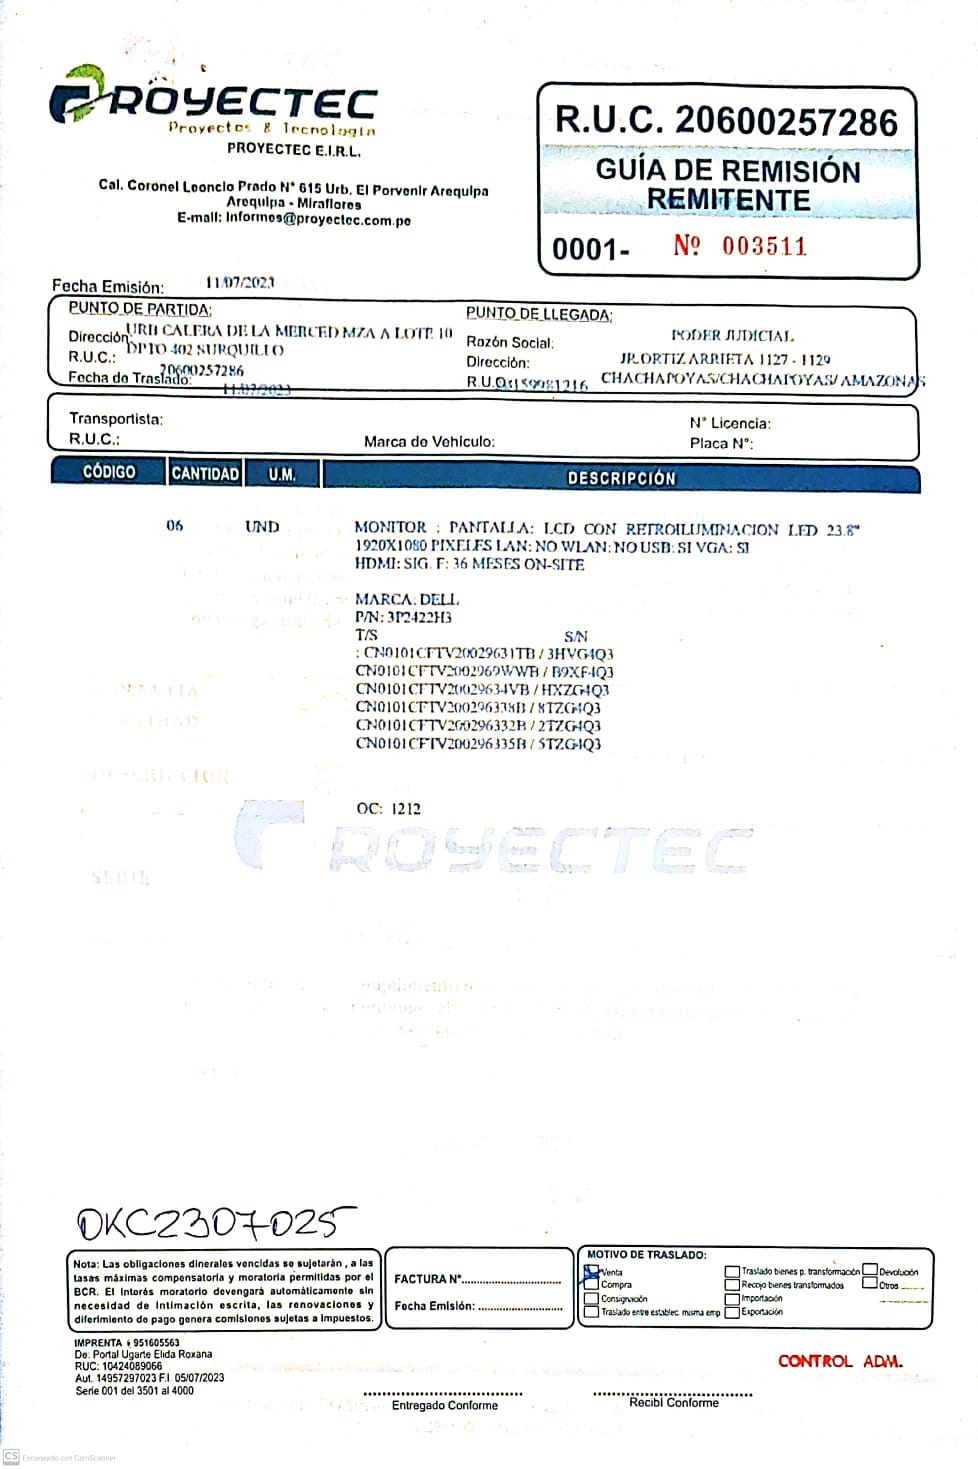 ROYECTEC
Proyectos & Tecnología
PROYECTEC E.I.R.L.
Cal. Coronel Leoncio Prado N° 615 Urb. El Porvenir Arequipa
Arequipa - Miraflores
E-mail: Informes@proyectec.com.pe
R.U.C. 20600257286
GUÍA DE REMISIÓN
REMITENTE
0001- Nº 003511
Fecha Emisión: 11/07/2023
PUNTO DE PARTIDA:
Dirección URB CALERA DE LA MERCED MZA A LOTE 10
DPTO 402 SURQUILLO
R.U.C.: 20600257286
Fecha de Traslado: 11/07/2023
PUNTO DE LLEGADA:
Razón Social: PODER JUDICIAL
Dirección: JR.ORTIZ ARRIETA 1127 - 1129
CHACHAPOYAS/CHACHAPOYAS/ AMAZONAS
R.U.C. 20159981216
Transportista:
R.U.C.:
Marca de Vehículo:
N° Licencia:
Placa N°:
CÓDIGO CANTIDAD U.M. DESCRIPCIÓN
06 UND MONITOR : PANTALLA: LCD CON RETROILUMINACION LED 23.8"
1920X1080 PIXELES LAN: NO WLAN: NO USB: SI VGA: SI
HDMI: SI G. F: 36 MESES ON-SITE
MARCA: DELL
P/N: 3P2422H3
T/S S/N
: CN0101CFTV20029631TB / 3HVG4Q3
CN0101CFTV2002969WWB / B9XF4Q3
CN0101CFTV20029634VB / HXZG4Q3
CN0101CFTV200296338B / 8TZG4Q3
CN0101CFTV200296332B / 2TZG4Q3
CN0101CFTV200296335B / 5TZG4Q3
OC: 1212
ROYECTEC
DESCRIPCION
SERIE
OKC2307-025
Nota: Las obligaciones dinerales vencidas se sujetarán , a las
tasas máximas compensatoria y moratoria permitidas por el
BCR. El Interés moratorio devengará automáticamente sin
necesidad de Intimación escrita, las renovaciones y
diferimiento de pago genera comisiones sujetas a Impuestos.
FACTURA N°
Fecha Emisión:
MOTIVO DE TRASLADO:
Venta
Compra
Consignación
Traslado entre establec. misma emp
Traslado bienes p. transformación
Recojo bienes transformados
Importación
Exportación
Devolución
Otros
IMPRENTA 951605563
De: Portal Ugarte Elida Roxana
RUC: 10424089066
Aut. 14957297023 F.I. 05/07/2023
Serie 001 del 3501 al 4000
CONTROL ADM.
Entregado Conforme
Recibí Conforme
CS Escaneado con CamScanner